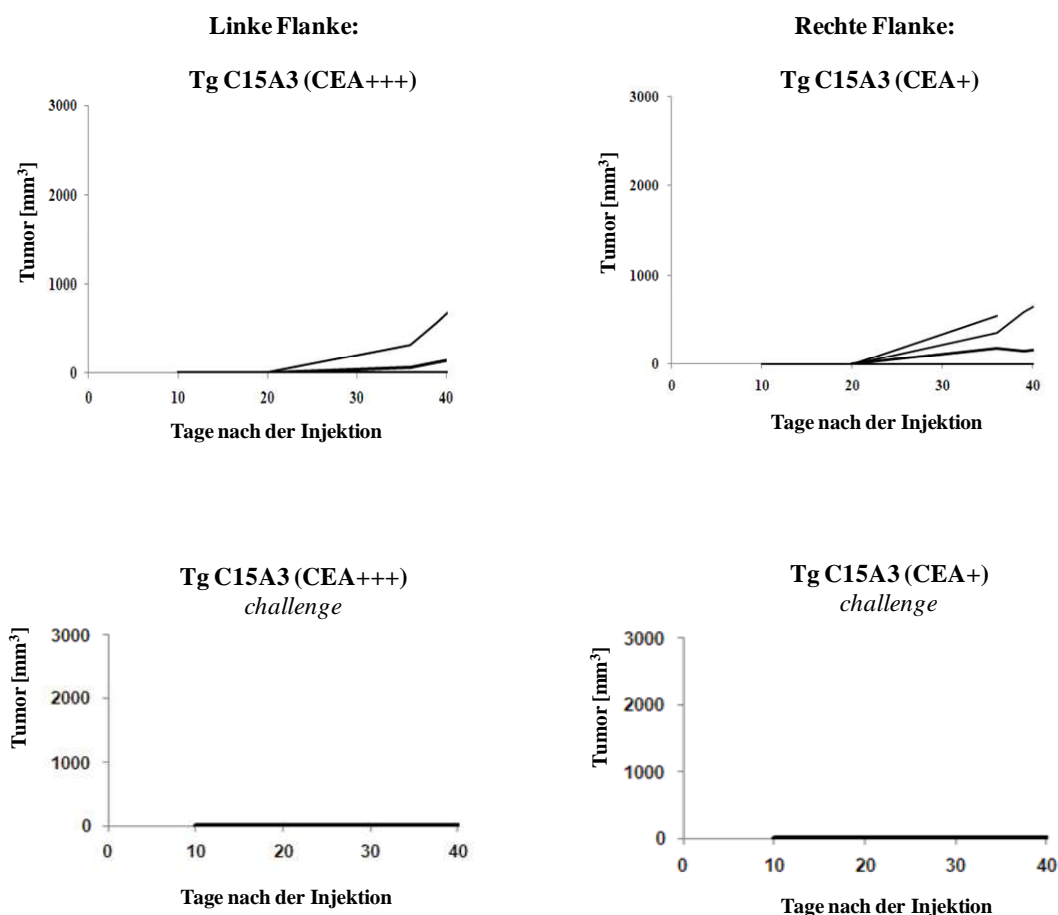 Linke Flanke:
Rechte Flanke:
Tg C15A3 (CEA+++)
Tg C15A3 (CEA+)
3000
2000
1000
0
Tumor [mm³]
0 10 20 30 40
Tage nach der Injektion
3000
2000
1000
0
Tumor [mm³]
0 10 20 30 40
Tage nach der Injektion
Tg C15A3 (CEA+++)
challenge
Tg C15A3 (CEA+)
challenge
3000
2000
1000
0
Tumor [mm³]
0 10 20 30 40
Tage nach der Injektion
3000
2000
1000
0
Tumor [mm³]
0 10 20 30 40
Tage nach der Injektion